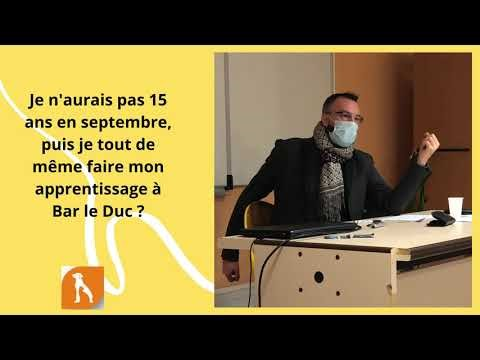 Je n'aurais pas 15
ans en septembre,
puis je tout de
même faire mon
apprentissage à
Bar le Duc ?